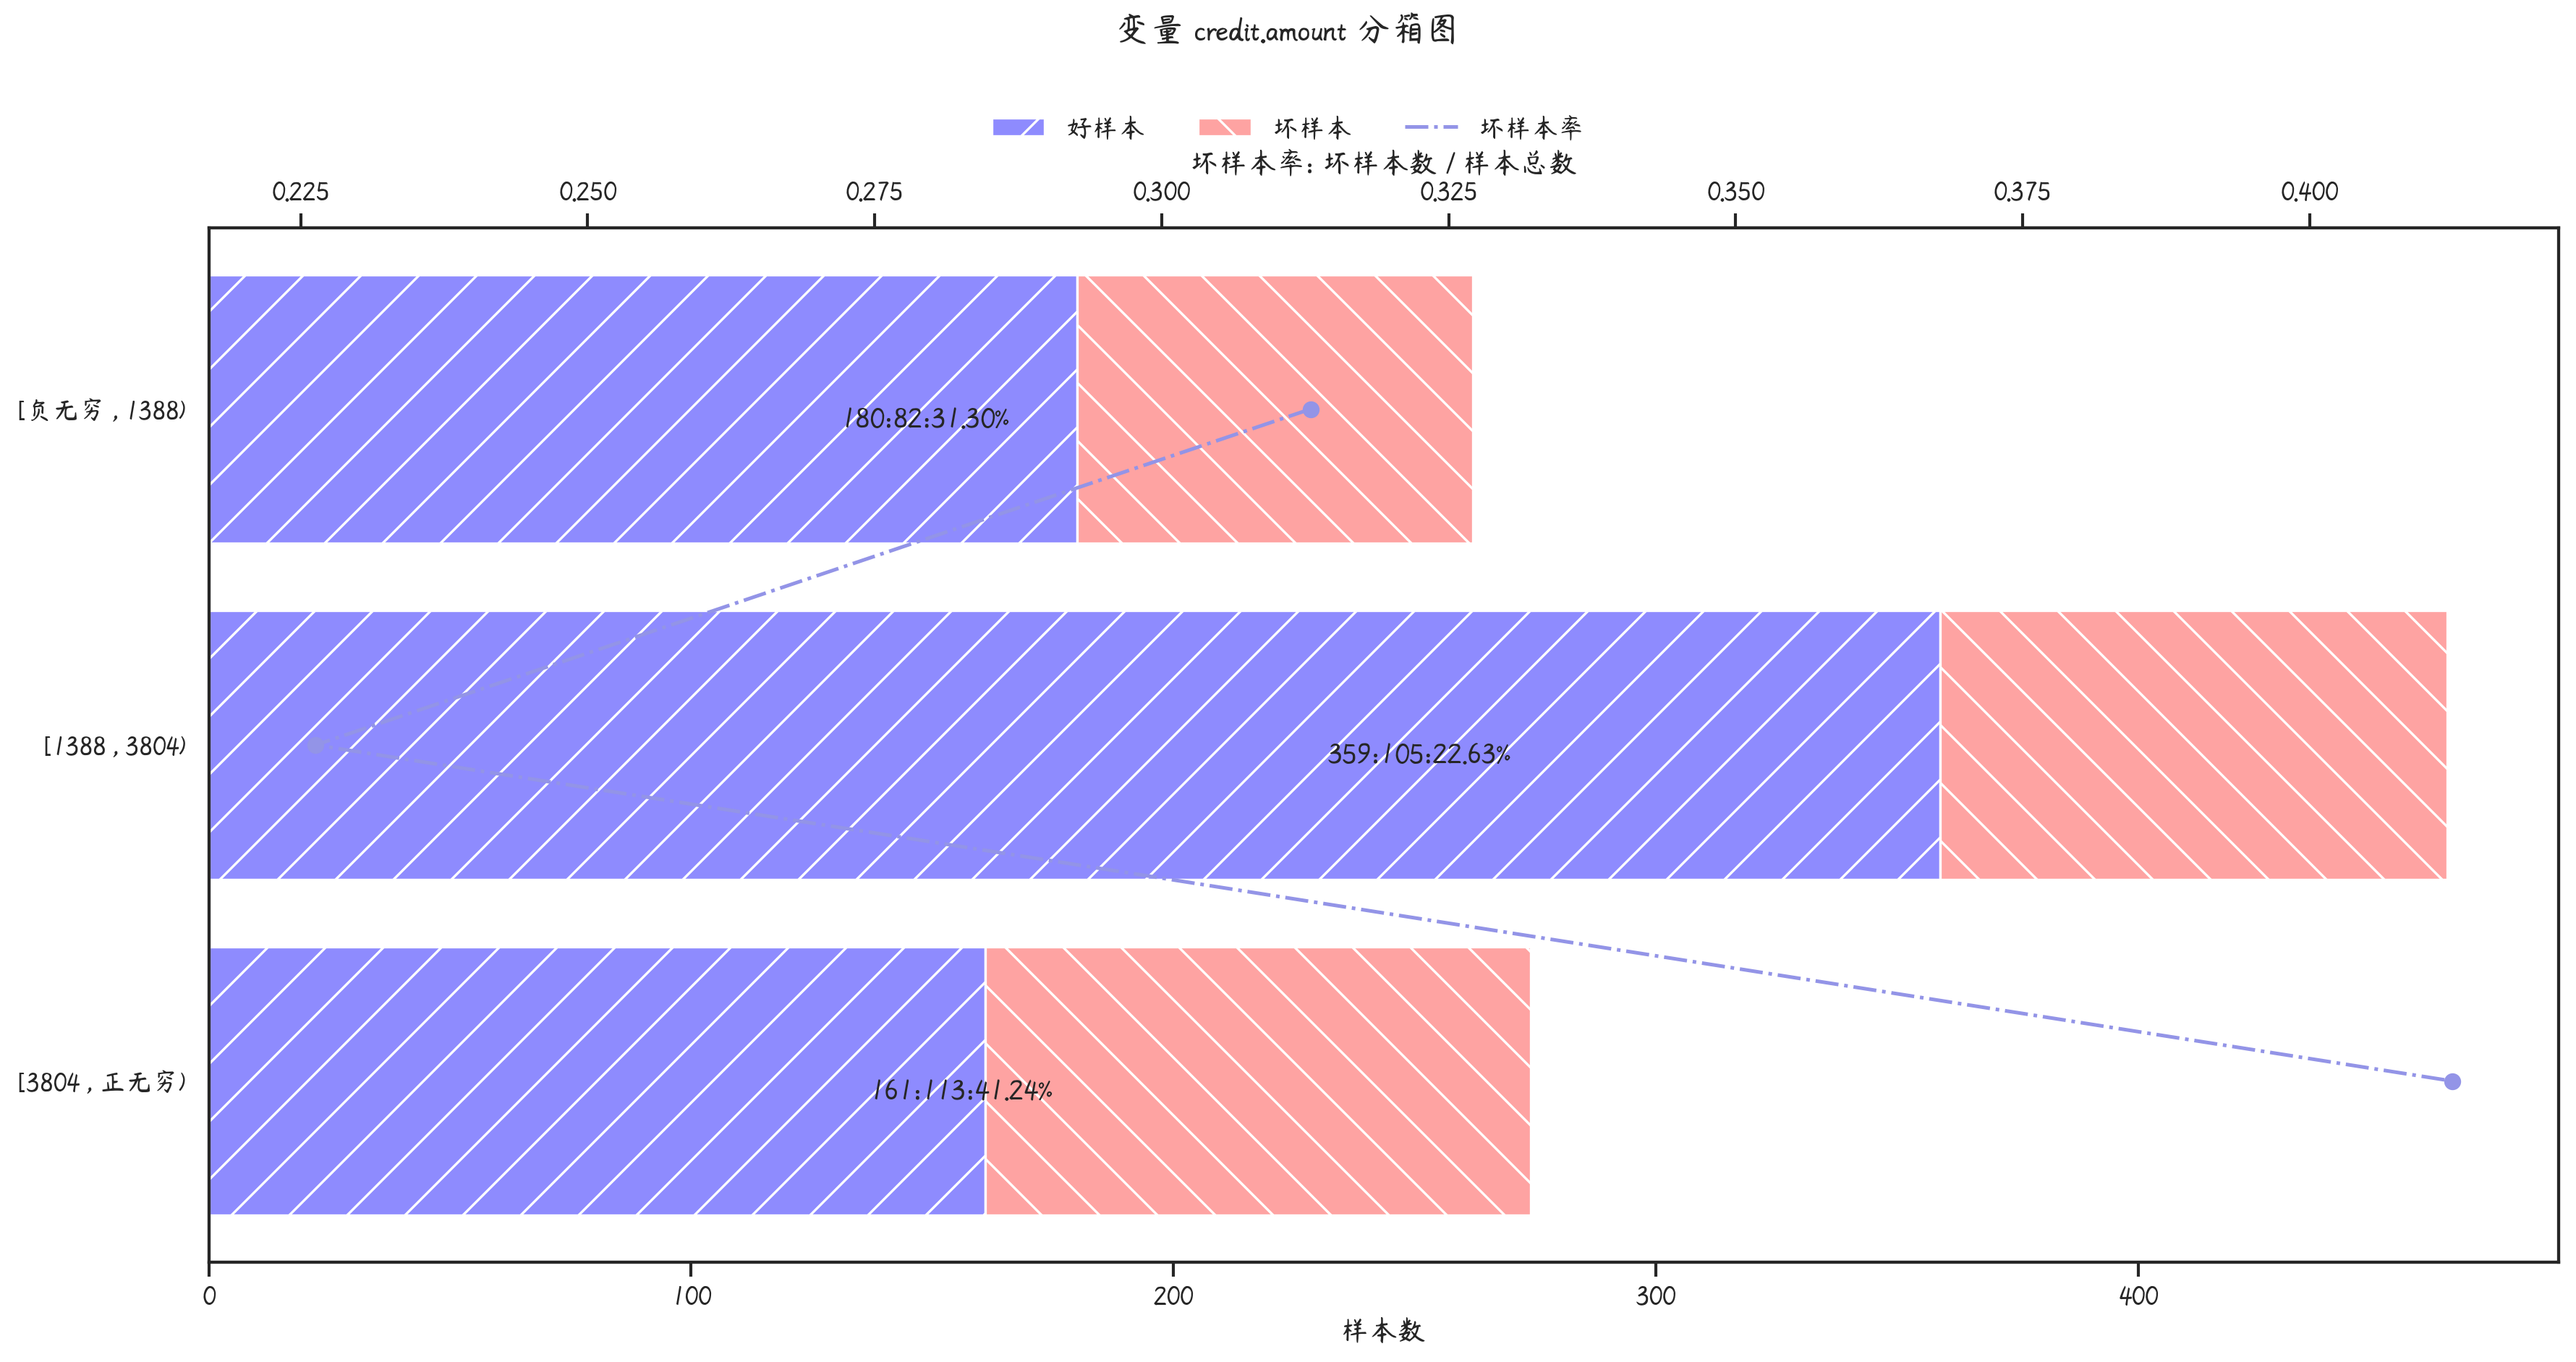 变量 credit.amount 分箱图
好样本 坏样本 坏样本率
坏样本率: 坏样本数 / 样本总数
0.225 0.250 0.275 0.300 0.325 0.350 0.375 0.400
[负无穷 , 1388)
180:82:31.30%
[1388 , 3804)
359:105:22.63%
[3804 , 正无穷)
161:113:41.24%
0 100 200 300 400
样本数